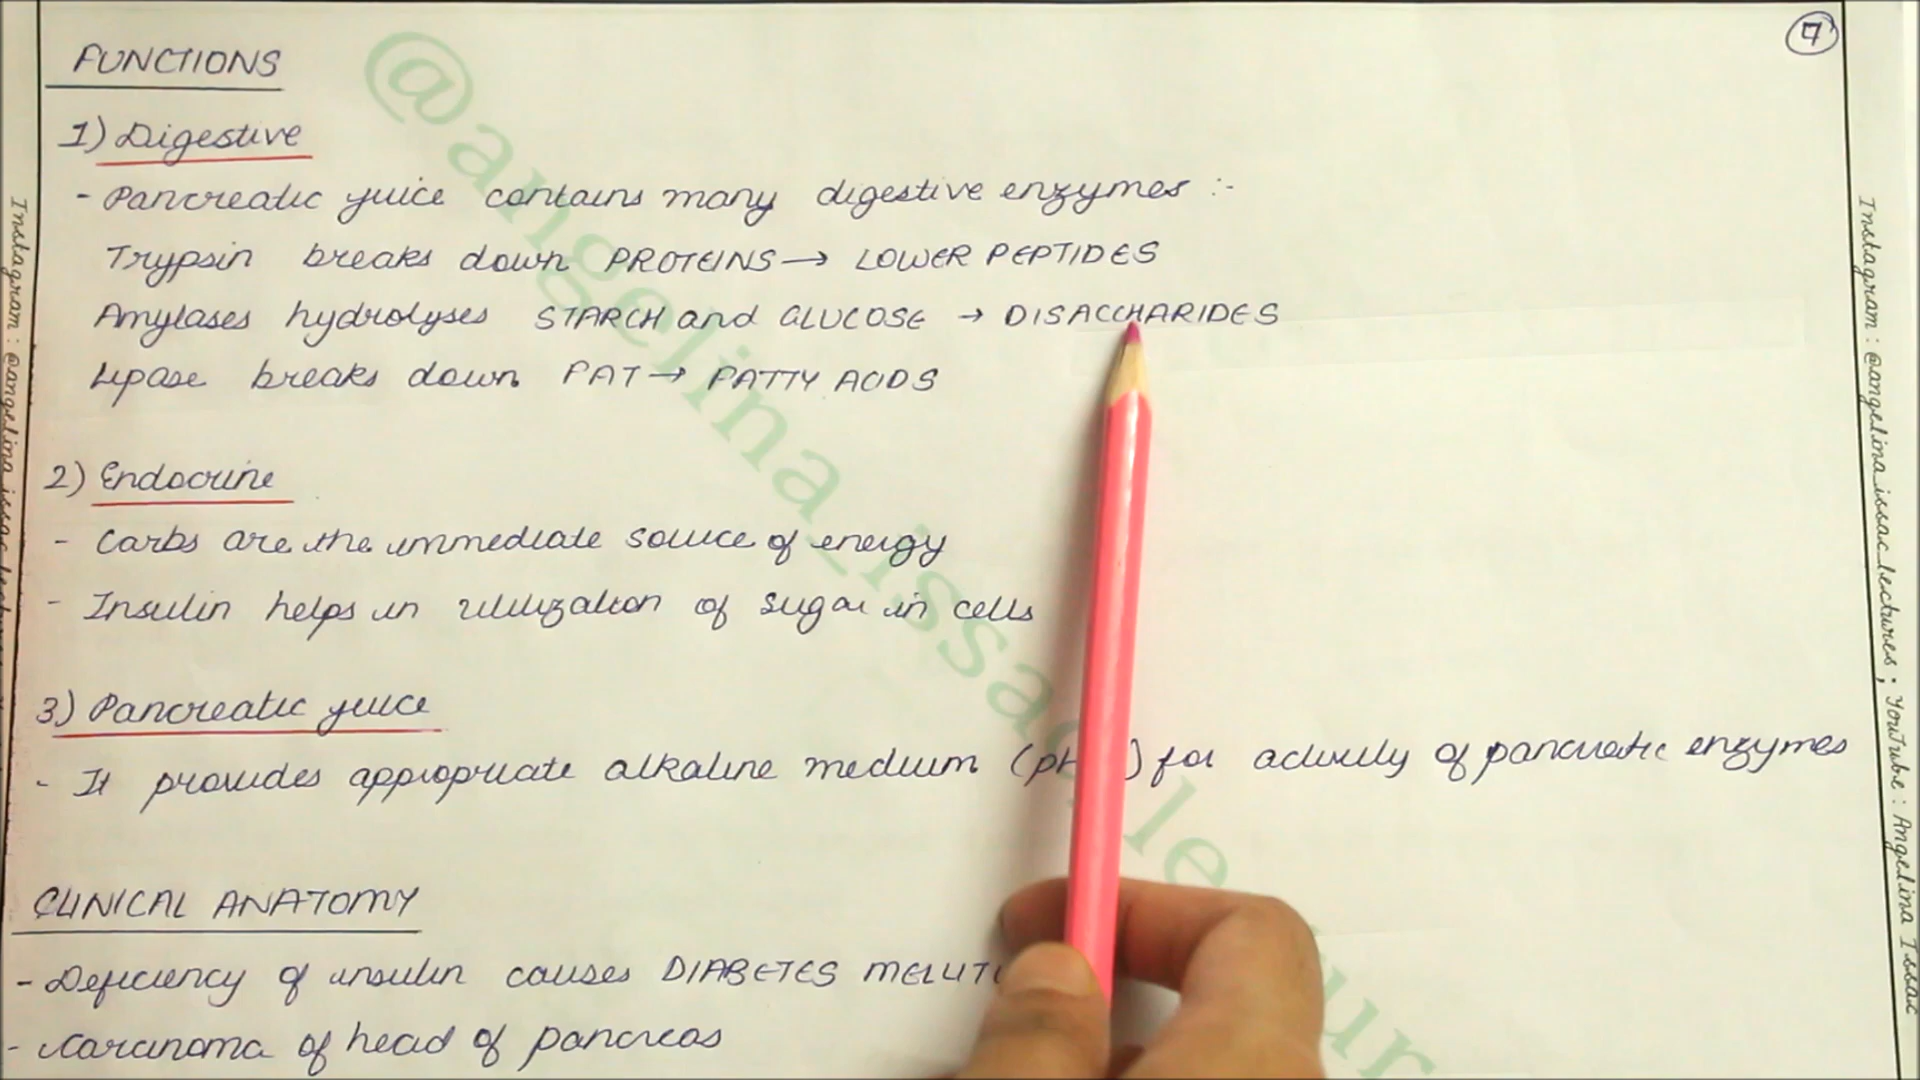 7
FUNCTIONS
1) Digestive
- Pancreatic juice contains many digestive enzymes :-
Trypsin breaks down PROTEINS → LOWER PEPTIDES
Amylases hydrolyses STARCH and GLUCOSE → DISACCHARIDES
Lipase breaks down FAT → FATTY ACIDS
2) Endocrine
- Carbs are the immediate source of energy
- Insulin helps in utilization of sugar in cells
3) Pancreatic juice
- It provides appropriate alkaline medium (pH ) for activity of pancreatic enzymes
CLINICAL ANATOMY
- Deficiency of insulin causes DIABETES MELLITU
- Carcinoma of head of pancreas
@angelina_issac_lectur
Instagram : @angelina_issac_lectures ; YouTube : Angelina Issac
Instagram : @angelina_issac